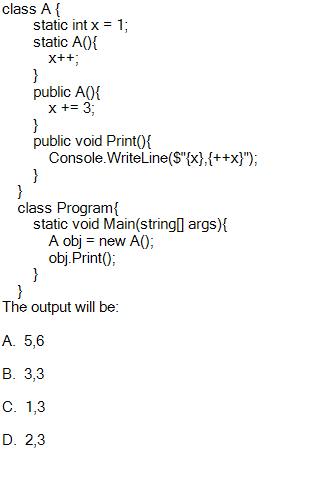 class A {
static int x = 1;
static A(){
x++;
}
public A(){
x += 3;
}
public void Print(){
Console.WriteLine($"{x},{++x}");
}
}
class Program{
static void Main(string[] args){
A obj = new A();
obj.Print();
}
}
The output will be:
A. 5,6
B. 3,3
C. 1,3
D. 2,3